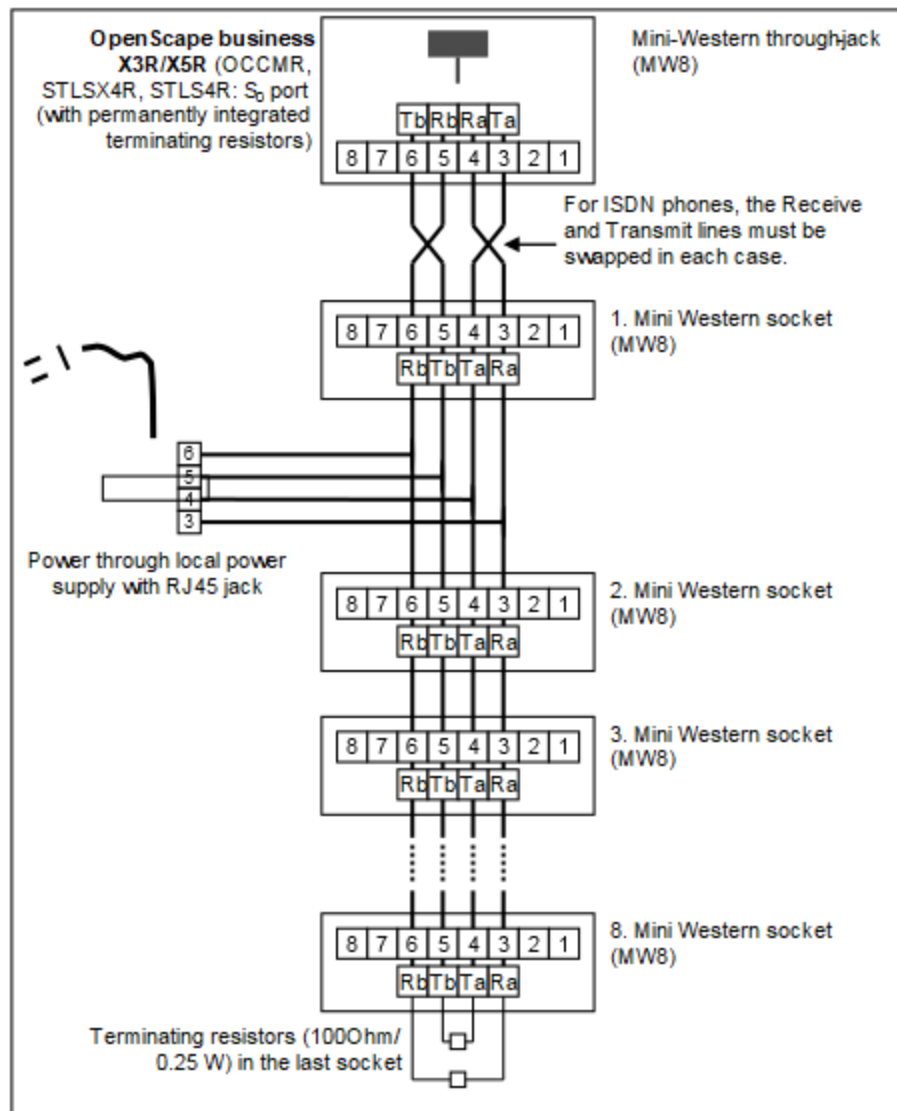 OpenScape business
X3R/X5R (OCCMR,
STLSX4R, STLS4R: S₀ port
(with permanently integrated
terminating resistors)
Mini-Western through-jack
(MW8)
Tb Rb Ra Ta
8 7 6 5 4 3 2 1
For ISDN phones, the Receive
and Transmit lines must be
swapped in each case.
8 7 6 5 4 3 2 1
Rb Tb Ta Ra
1. Mini Western socket
(MW8)
6
5
4
3
Power through local power
supply with RJ45 jack
8 7 6 5 4 3 2 1
Rb Tb Ta Ra
2. Mini Western socket
(MW8)
8 7 6 5 4 3 2 1
Rb Tb Ta Ra
3. Mini Western socket
(MW8)
8 7 6 5 4 3 2 1
Rb Tb Ta Ra
8. Mini Western socket
(MW8)
Terminating resistors (100Ohm/
0.25 W) in the last socket